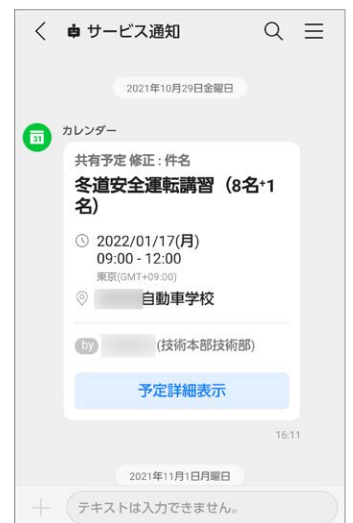 サービス通知
2021年10月29日金曜日
31
カレンダー
共有予定 修正 : 件名
冬道安全運転講習（8名+1
名）
2022/01/17(月)
09:00 - 12:00
東京(GMT+09:00)
自動車学校
by (技術本部技術部)
予定詳細表示
16:11
2021年11月1日月曜日
テキストは入力できません。